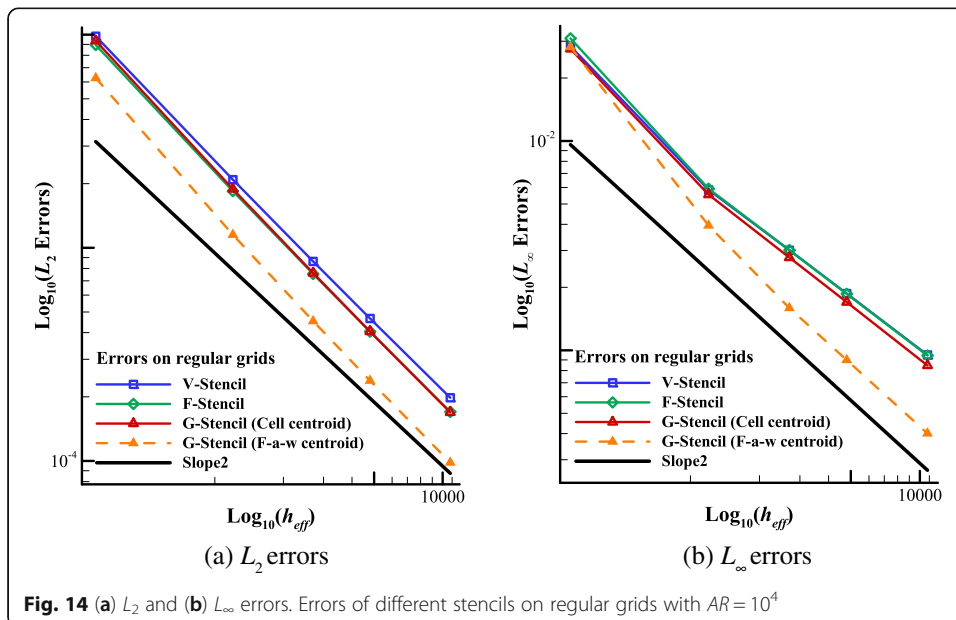 Log10(L2 Errors)
10-4
Errors on regular grids
V-Stencil
F-Stencil
G-Stencil (Cell centroid)
G-Stencil (F-a-w centroid)
Slope2
10000
Log10(heff)
(a) L2 errors
Log10(L∞ Errors)
10-2
Errors on regular grids
V-Stencil
F-Stencil
G-Stencil (Cell centroid)
G-Stencil (F-a-w centroid)
Slope2
10000
Log10(heff)
(b) L∞ errors
Fig. 14 (a) L2 and (b) L∞ errors. Errors of different stencils on regular grids with AR = 10^4